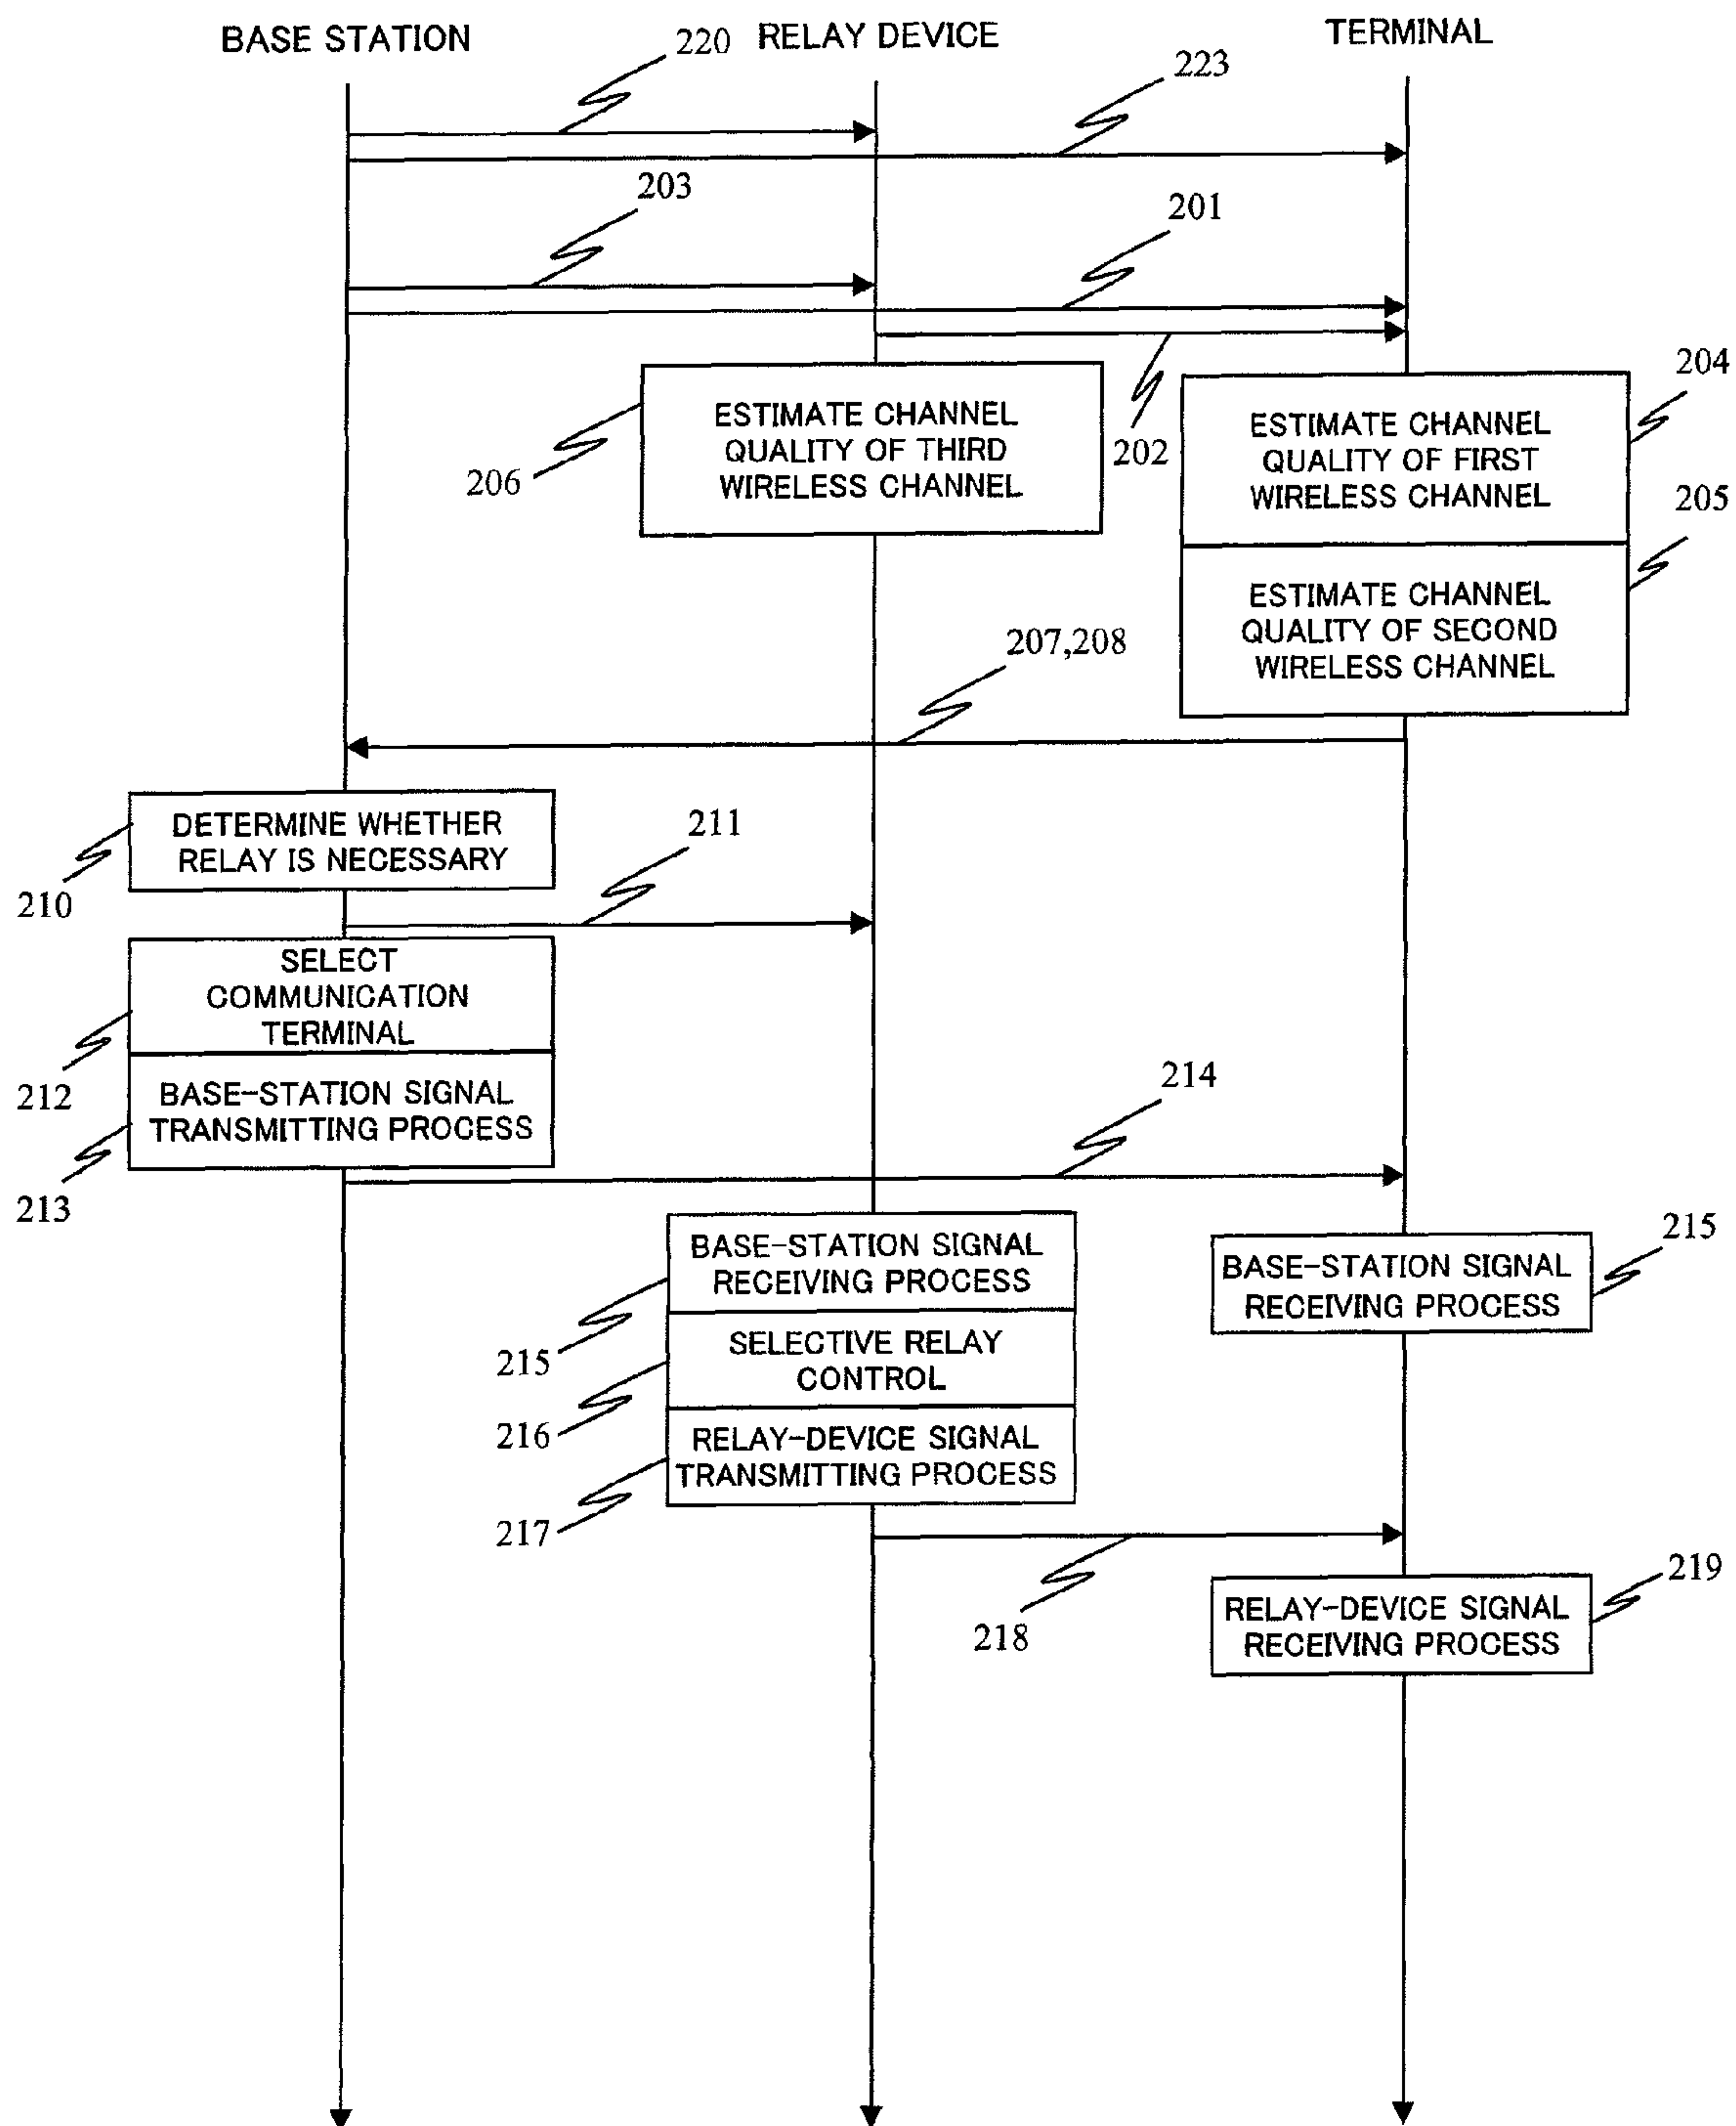 BASE STATION
RELAY DEVICE
TERMINAL
220
223
203
201
202
ESTIMATE CHANNEL
QUALITY OF THIRD
WIRELESS CHANNEL
206
ESTIMATE CHANNEL
QUALITY OF FIRST
WIRELESS CHANNEL
204
ESTIMATE CHANNEL
QUALITY OF SECOND
WIRELESS CHANNEL
205
207,208
DETERMINE WHETHER
RELAY IS NECESSARY
210
211
SELECT
COMMUNICATION
TERMINAL
212
BASE-STATION SIGNAL
TRANSMITTING PROCESS
213
214
BASE-STATION SIGNAL
RECEIVING PROCESS
215
BASE-STATION SIGNAL
RECEIVING PROCESS
215
SELECTIVE RELAY
CONTROL
216
RELAY-DEVICE SIGNAL
TRANSMITTING PROCESS
217
218
RELAY-DEVICE SIGNAL
RECEIVING PROCESS
219